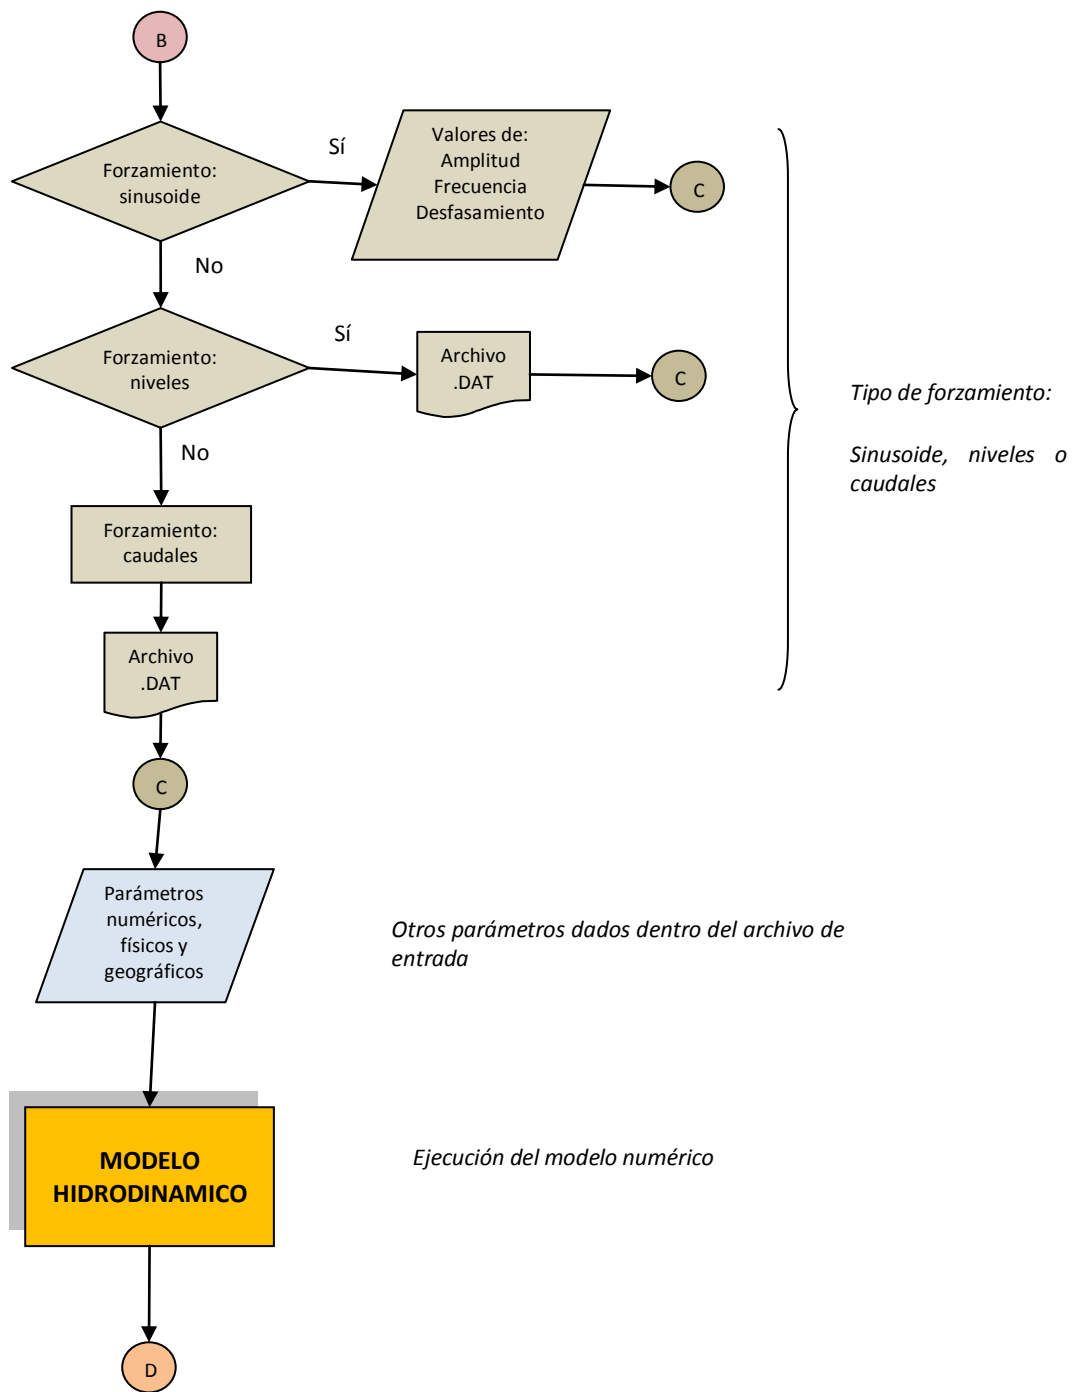 B
Forzamiento:
sinusoide
Sí
Valores de:
Amplitud
Frecuencia
Desfasamiento
C
No
Forzamiento:
niveles
Sí
Archivo
.DAT
C
Tipo de forzamiento:
Sinusoide, niveles o
caudales
No
Forzamiento:
caudales
Archivo
.DAT
C
Parámetros
numéricos,
físicos y
geográficos
Otros parámetros dados dentro del archivo de
entrada
MODELO
HIDRODINAMICO
Ejecución del modelo numérico
D